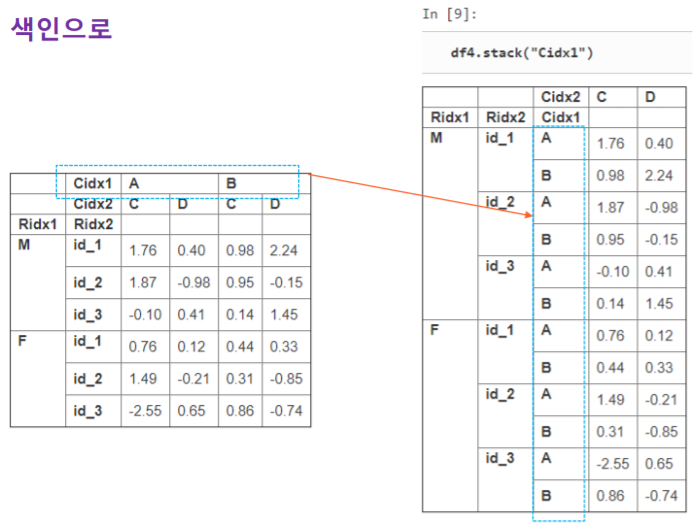 색인으로
In [9]:
df4.stack("Cidx1")
Cidx1 A B
Cidx2 C D C D
Ridx1 Ridx2
M id_1 1.76 0.40 0.98 2.24
id_2 1.87 -0.98 0.95 -0.15
id_3 -0.10 0.41 0.14 1.45
F id_1 0.76 0.12 0.44 0.33
id_2 1.49 -0.21 0.31 -0.85
id_3 -2.55 0.65 0.86 -0.74
Cidx2 C D
Ridx1 Ridx2 Cidx1
M id_1 A 1.76 0.40
B 0.98 2.24
id_2 A 1.87 -0.98
B 0.95 -0.15
id_3 A -0.10 0.41
B 0.14 1.45
F id_1 A 0.76 0.12
B 0.44 0.33
id_2 A 1.49 -0.21
B 0.31 -0.85
id_3 A -2.55 0.65
B 0.86 -0.74